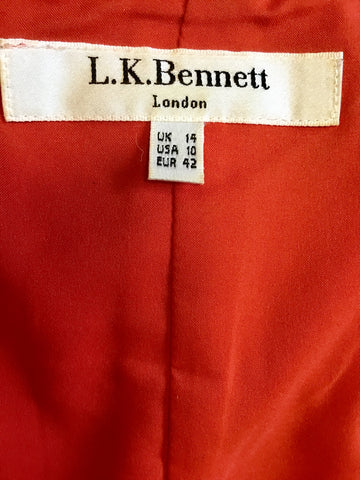 L.K.Bennett
London
UK 14
USA 10
EUR 42